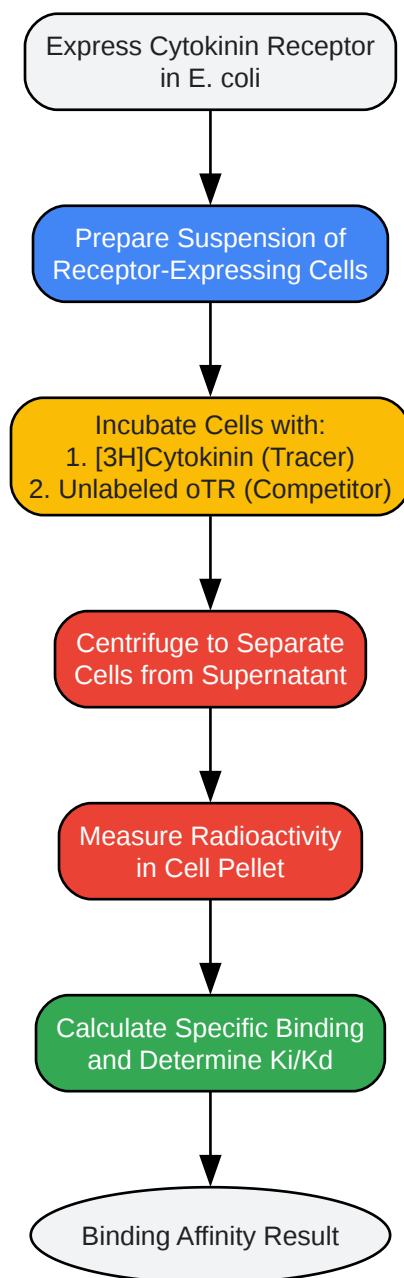 Express Cytokinin Receptor
in E. coli
Prepare Suspension of
Receptor-Expressing Cells
Incubate Cells with:
1. [3H]Cytokinin (Tracer)
2. Unlabeled oTR (Competitor)
Centrifuge to Separate
Cells from Supernatant
Measure Radioactivity
in Cell Pellet
Calculate Specific Binding
and Determine Ki/Kd
Binding Affinity Result